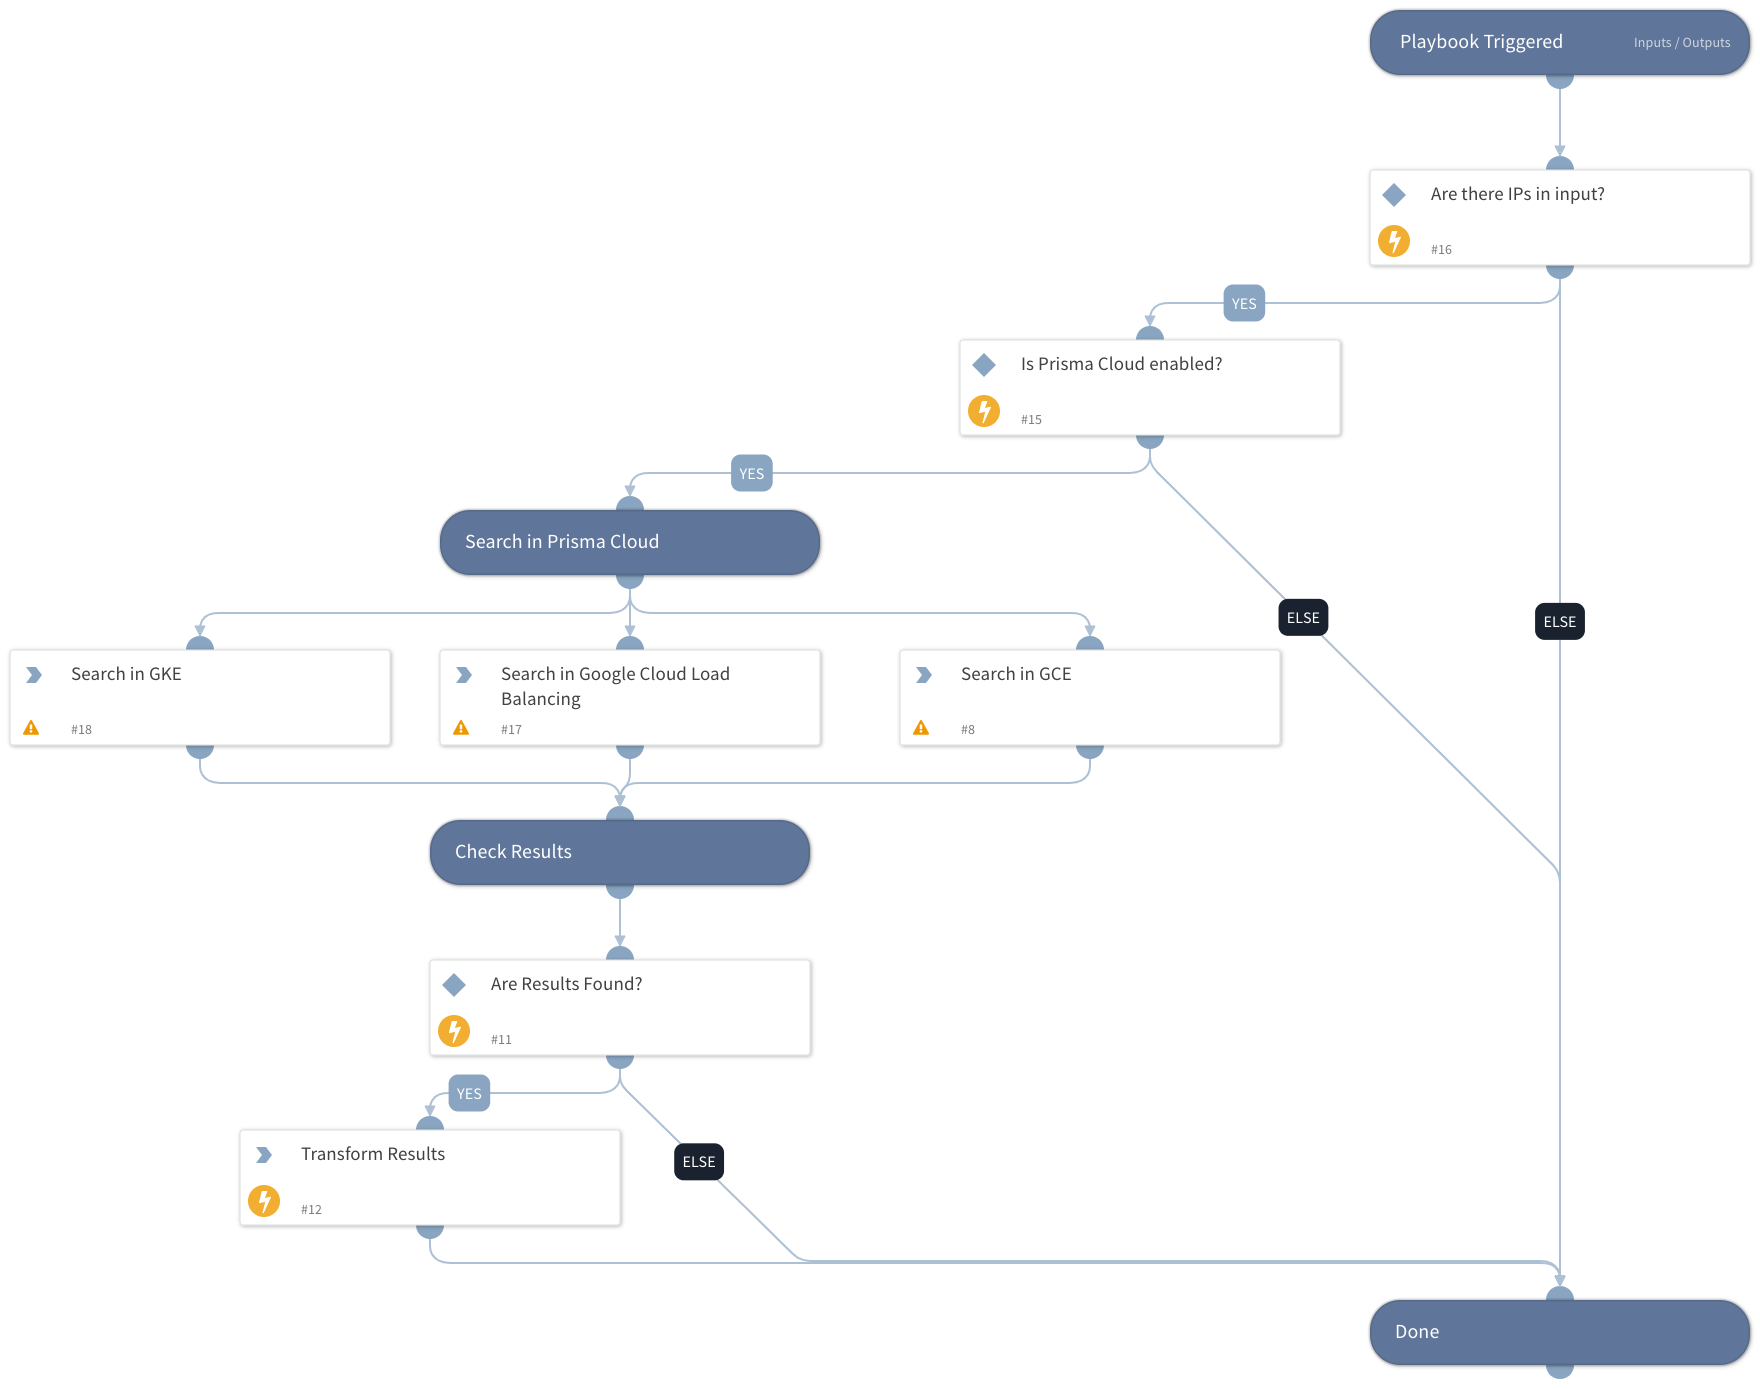 Playbook Triggered
Inputs / Outputs
Are there IPs in input?
#16
YES
Is Prisma Cloud enabled?
#15
YES
Search in Prisma Cloud
ELSE
ELSE
Search in GKE
#18
Search in Google Cloud Load
Balancing
#17
Search in GCE
#8
Check Results
Are Results Found?
#11
YES
Transform Results
#12
ELSE
Done